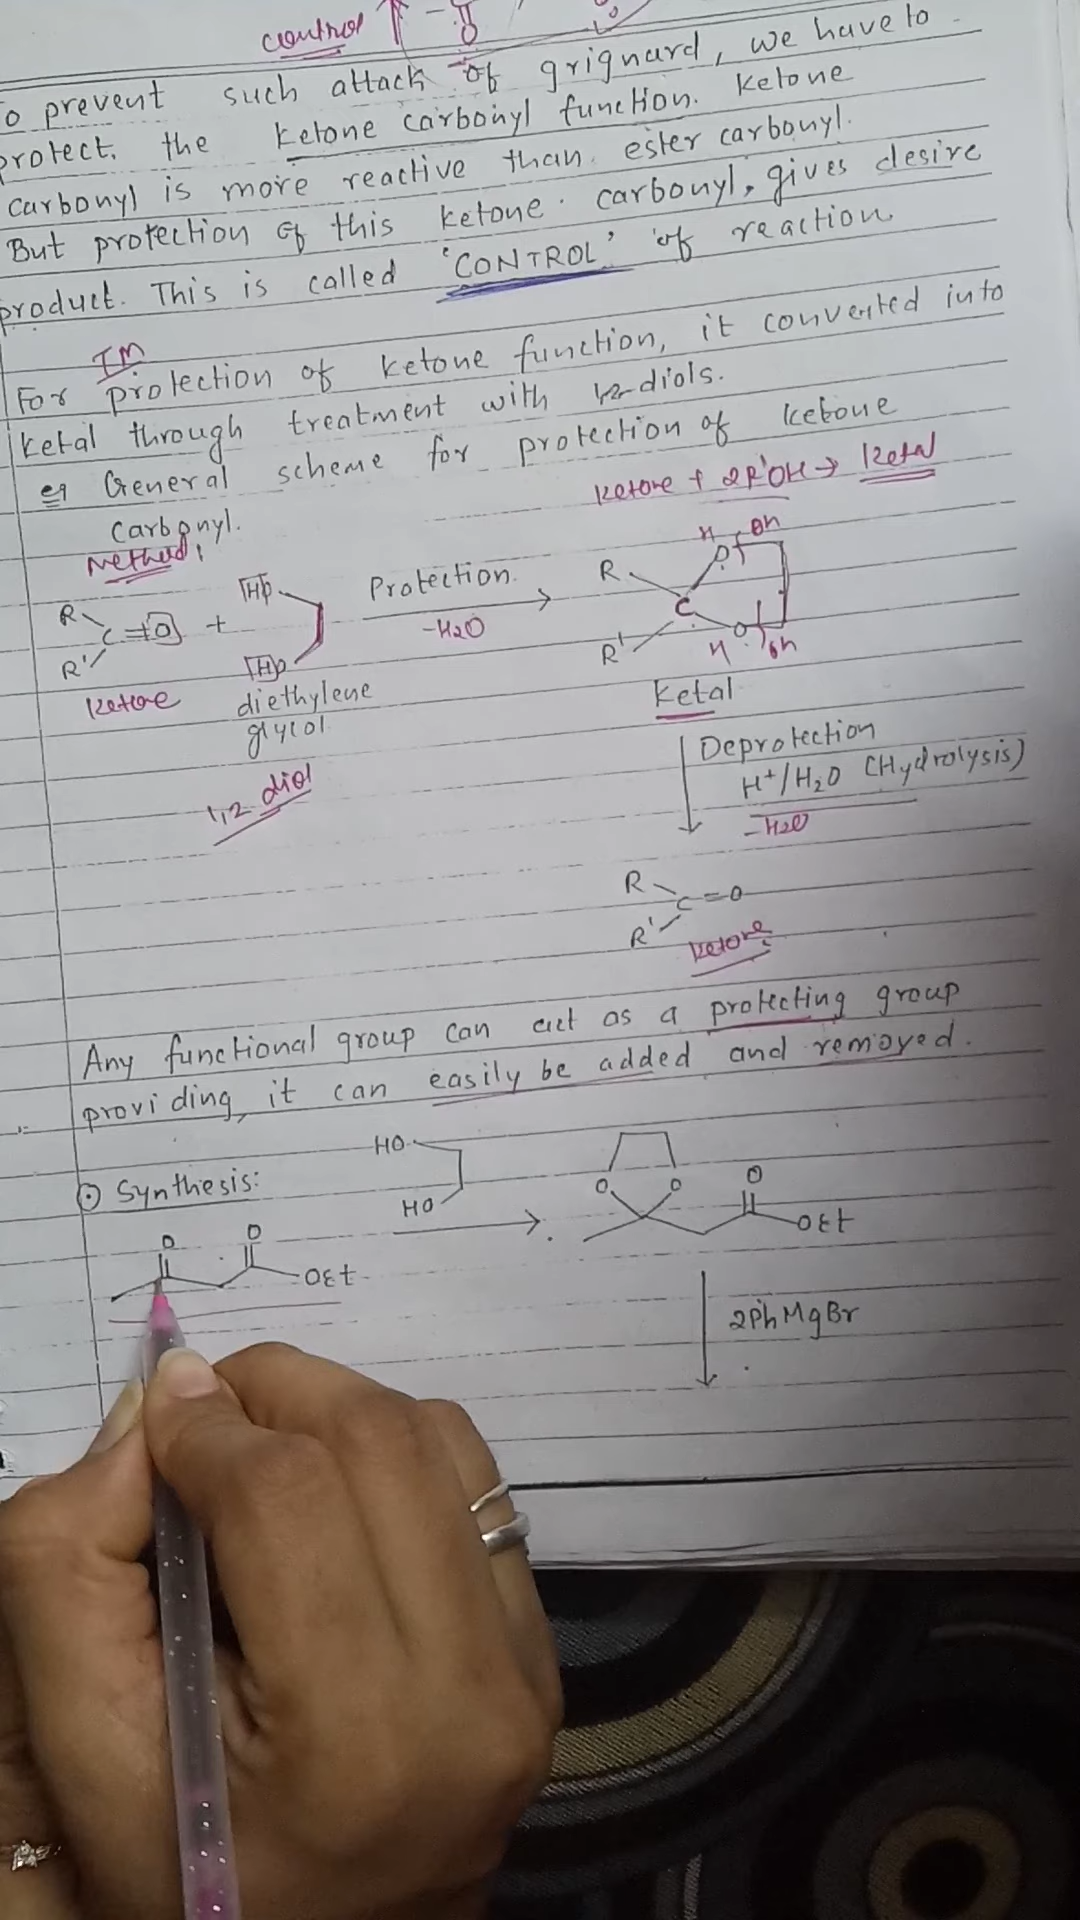 control
o prevent such attack of grignard, we have to
protect, the ketone carbonyl function. Ketone
carbonyl is more reactive than ester carbonyl.
But protection of this ketone carbonyl, gives desire
product. This is called 'CONTROL' of reaction
TM
For protection of ketone function, it converted into
ketal through treatment with 1,2 diols.
eg General scheme for protection of ketone
carbonyl.
Ketone + 2R'OH → Ketal
Method:
R R' C=O + HO HO Protection -H2O R R' C O O H H
Ketone
diethylene
glycol
1,2 diol
Ketal
Deprotection
H+/H2O (Hydrolysis)
-H2O
R R' C=O
Ketone
Any functional group can act as a protecting group
providing, it can easily be added and removed.
Synthesis:
HO
HO
O O OEt
O O O OEt
2PhMgBr